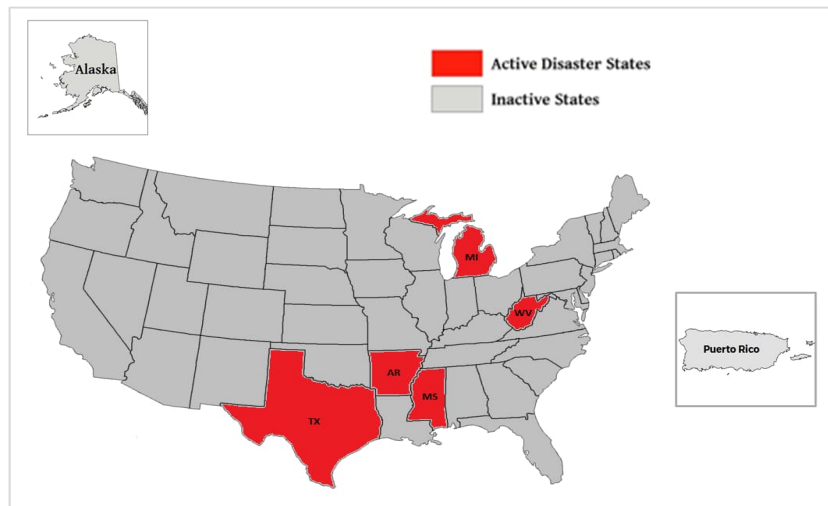 Alaska
Active Disaster States
Inactive States
MI
WV
Puerto Rico
AR
MS
TX